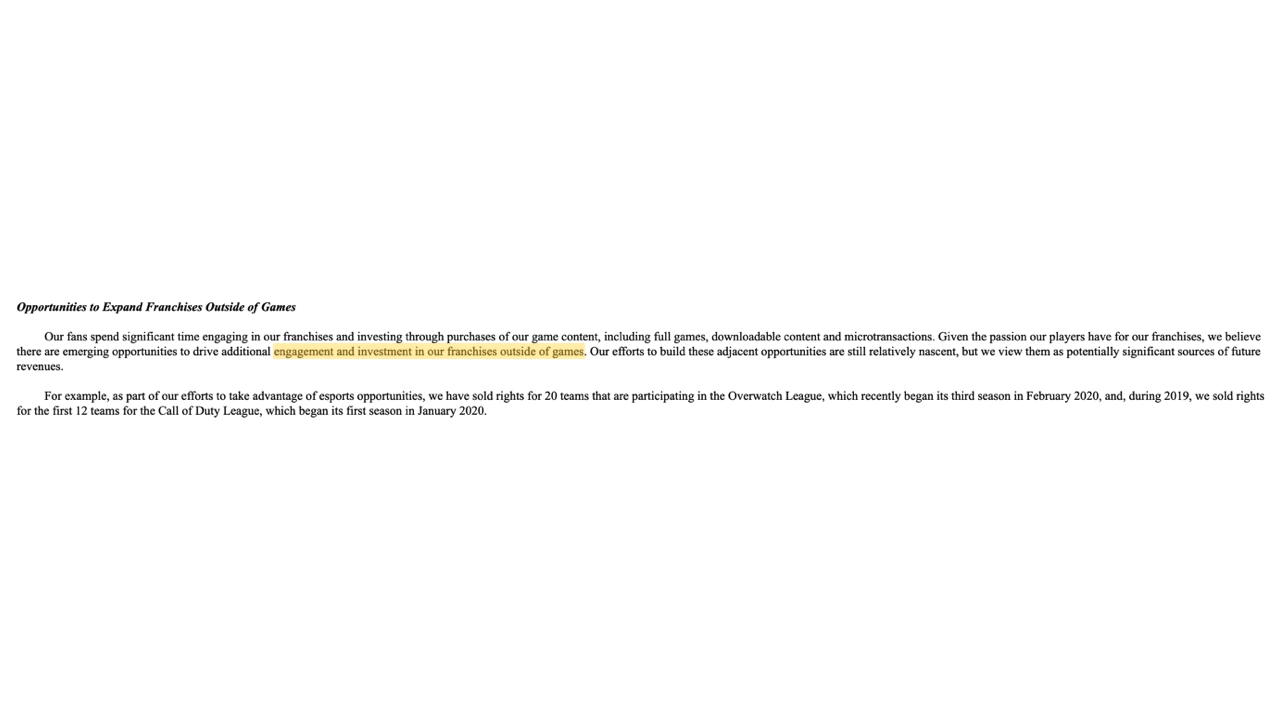 Opportunities to Expand Franchises Outside of Games
Our fans spend significant time engaging in our franchises and investing through purchases of our game content, including full games, downloadable content and microtransactions. Given the passion our players have for our franchises, we believe
there are emerging opportunities to drive additional engagement and investment in our franchises outside of games. Our efforts to build these adjacent opportunities are still relatively nascent, but we view them as potentially significant sources of future
revenues.
For example, as part of our efforts to take advantage of esports opportunities, we have sold rights for 20 teams that are participating in the Overwatch League, which recently began its third season in February 2020, and, during 2019, we sold rights
for the first 12 teams for the Call of Duty League, which began its first season in January 2020.